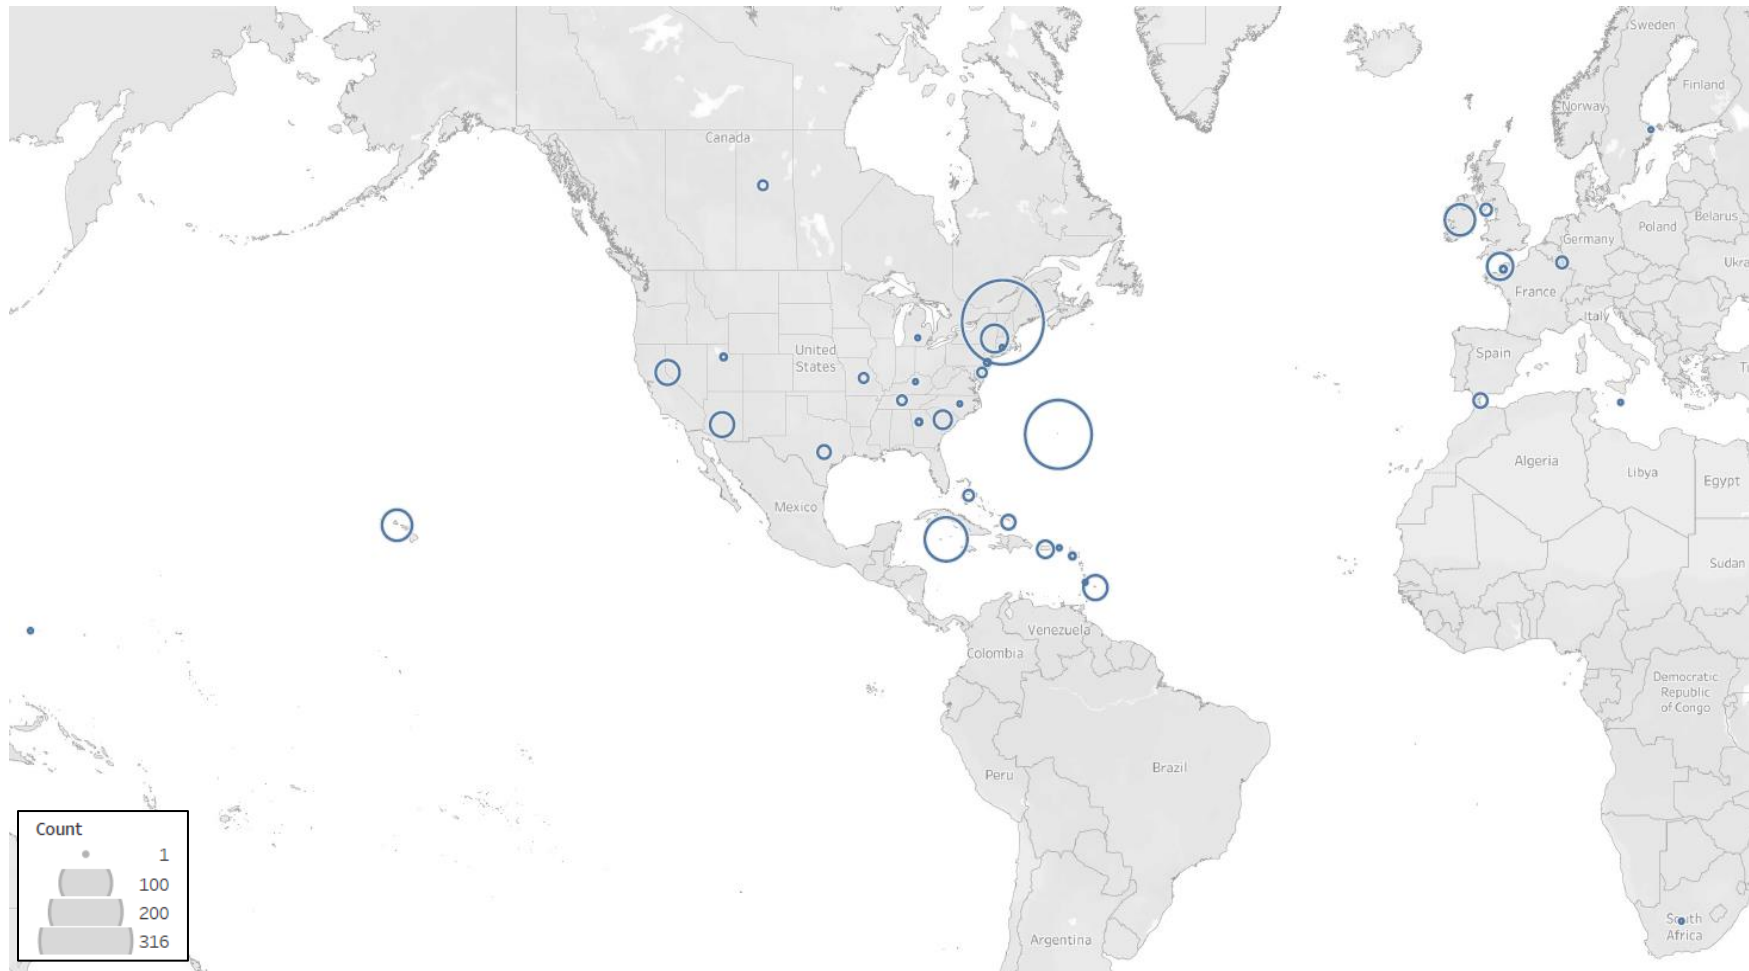 Sweden
Finland
Norway
Canada
Belarus
Poland
Germany
Ukra
France
Italy
United
States
Spain
T
Algeria
Libya
Egypt
Mexico
Sudan
Venezuela
Colombia
Democratic
Republic
of Congo
Peru
Brazil
South
Africa
Argentina
Count
1
100
200
316